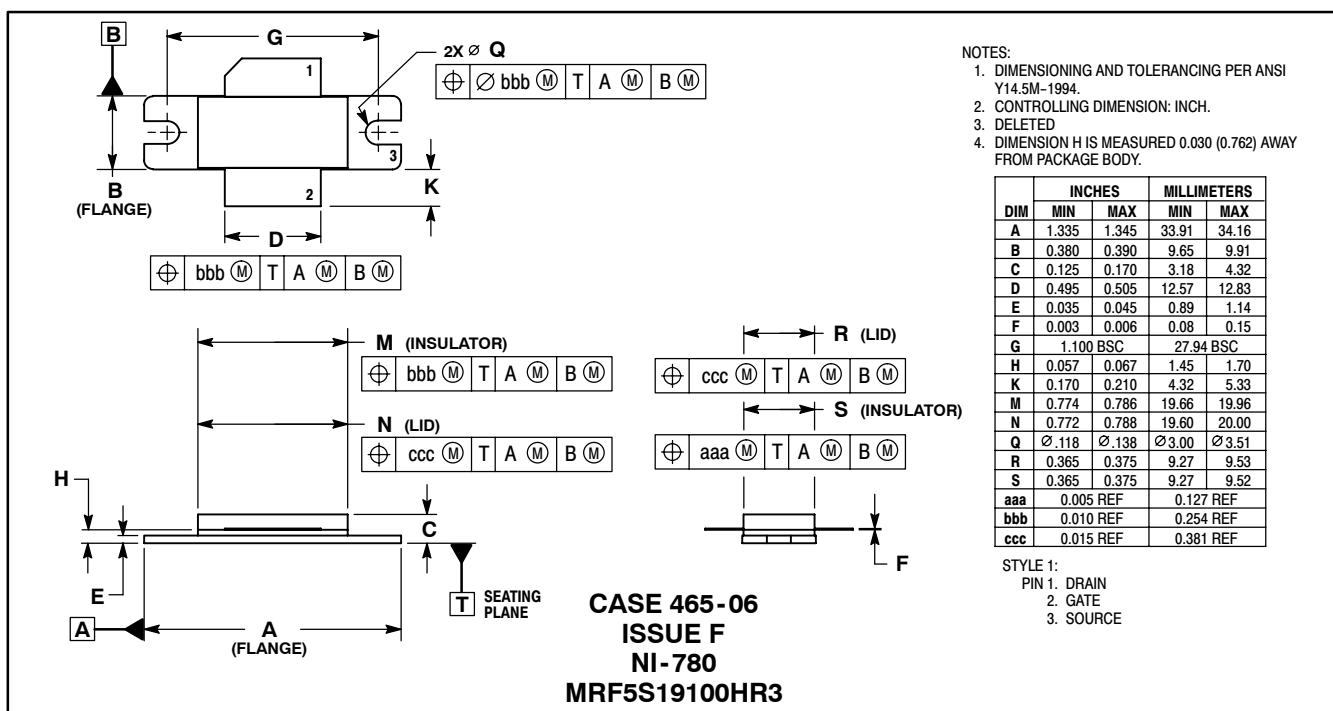 B
G
2X ⌀ Q
⌖ ⌀ bbb Ⓜ T A Ⓜ B Ⓜ
1
3
2
B
(FLANGE)
K
D
⌖ bbb Ⓜ T A Ⓜ B Ⓜ
M (INSULATOR)
⌖ bbb Ⓜ T A Ⓜ B Ⓜ
N (LID)
⌖ ccc Ⓜ T A Ⓜ B Ⓜ
R (LID)
⌖ ccc Ⓜ T A Ⓜ B Ⓜ
S (INSULATOR)
⌖ aaa Ⓜ T A Ⓜ B Ⓜ
H
C
E
F
A
A
(FLANGE)
T SEATING
PLANE
CASE 465-06
ISSUE F
NI-780
MRF5S19100HR3
NOTES:
1. DIMENSIONING AND TOLERANCING PER ANSI
Y14.5M-1994.
2. CONTROLLING DIMENSION: INCH.
3. DELETED
4. DIMENSION H IS MEASURED 0.030 (0.762) AWAY
FROM PACKAGE BODY.
INCHES MILLIMETERS
DIM MIN MAX MIN MAX
A 1.335 1.345 33.91 34.16
B 0.380 0.390 9.65 9.91
C 0.125 0.170 3.18 4.32
D 0.495 0.505 12.57 12.83
E 0.035 0.045 0.89 1.14
F 0.003 0.006 0.08 0.15
G 1.100 BSC 27.94 BSC
H 0.057 0.067 1.45 1.70
K 0.170 0.210 4.32 5.33
M 0.774 0.786 19.66 19.96
N 0.772 0.788 19.60 20.00
Q ⌀ .118 ⌀ .138 ⌀ 3.00 ⌀ 3.51
R 0.365 0.375 9.27 9.53
S 0.365 0.375 9.27 9.52
aaa 0.005 REF 0.127 REF
bbb 0.010 REF 0.254 REF
ccc 0.015 REF 0.381 REF
STYLE 1:
PIN 1. DRAIN
2. GATE
3. SOURCE